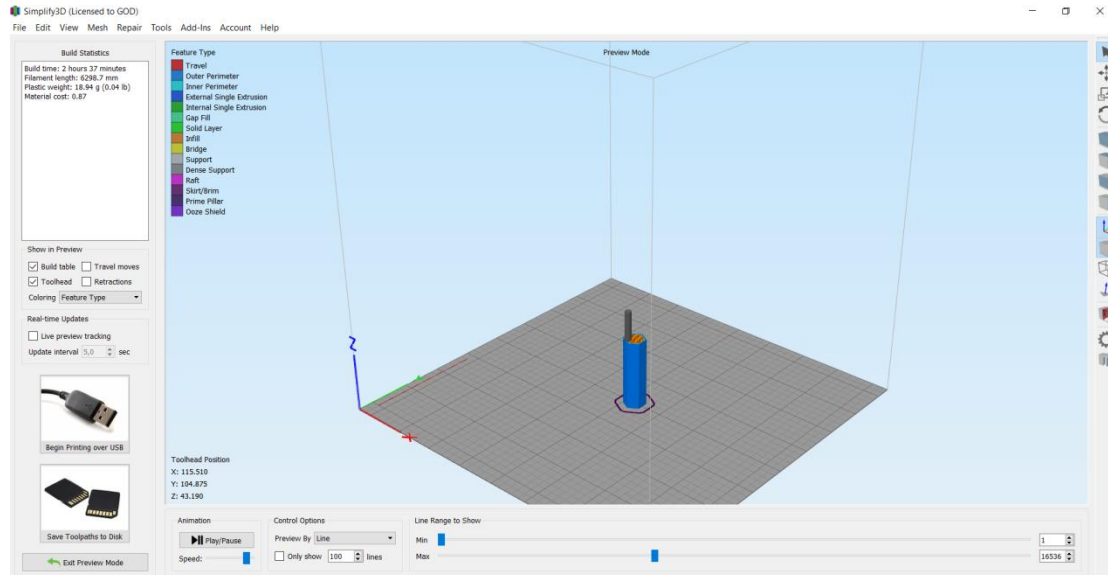 Simplify3D (Licensed to GOD)
File Edit View Mesh Repair Tools Add-Ins Account Help
Build Statistics
Build time: 2 hours 37 minutes
Filament length: 6298.7 mm
Plastic weight: 18.94 g (0.04 lb)
Material cost: 0.87
Show in Preview
Build table Travel moves
Toolhead Retractions
Coloring Feature Type
Real-time Updates
Live preview tracking
Update interval 5,0 sec
Begin Printing over USB
Save Toolpaths to Disk
Exit Preview Mode
Feature Type
Travel
Outer Perimeter
Inner Perimeter
External Single Extrusion
Internal Single Extrusion
Gap Fill
Solid Layer
Infill
Bridge
Support
Dense Support
Raft
Skirt/Brim
Prime Pillar
Ooze Shield
Preview Mode
Z
X
Toolhead Position
X: 115.510
Y: 104.875
Z: 43.190
Animation
Play/Pause
Speed:
Control Options
Preview By Line
Only show 100 lines
Line Range to Show
Min 1
Max 16536